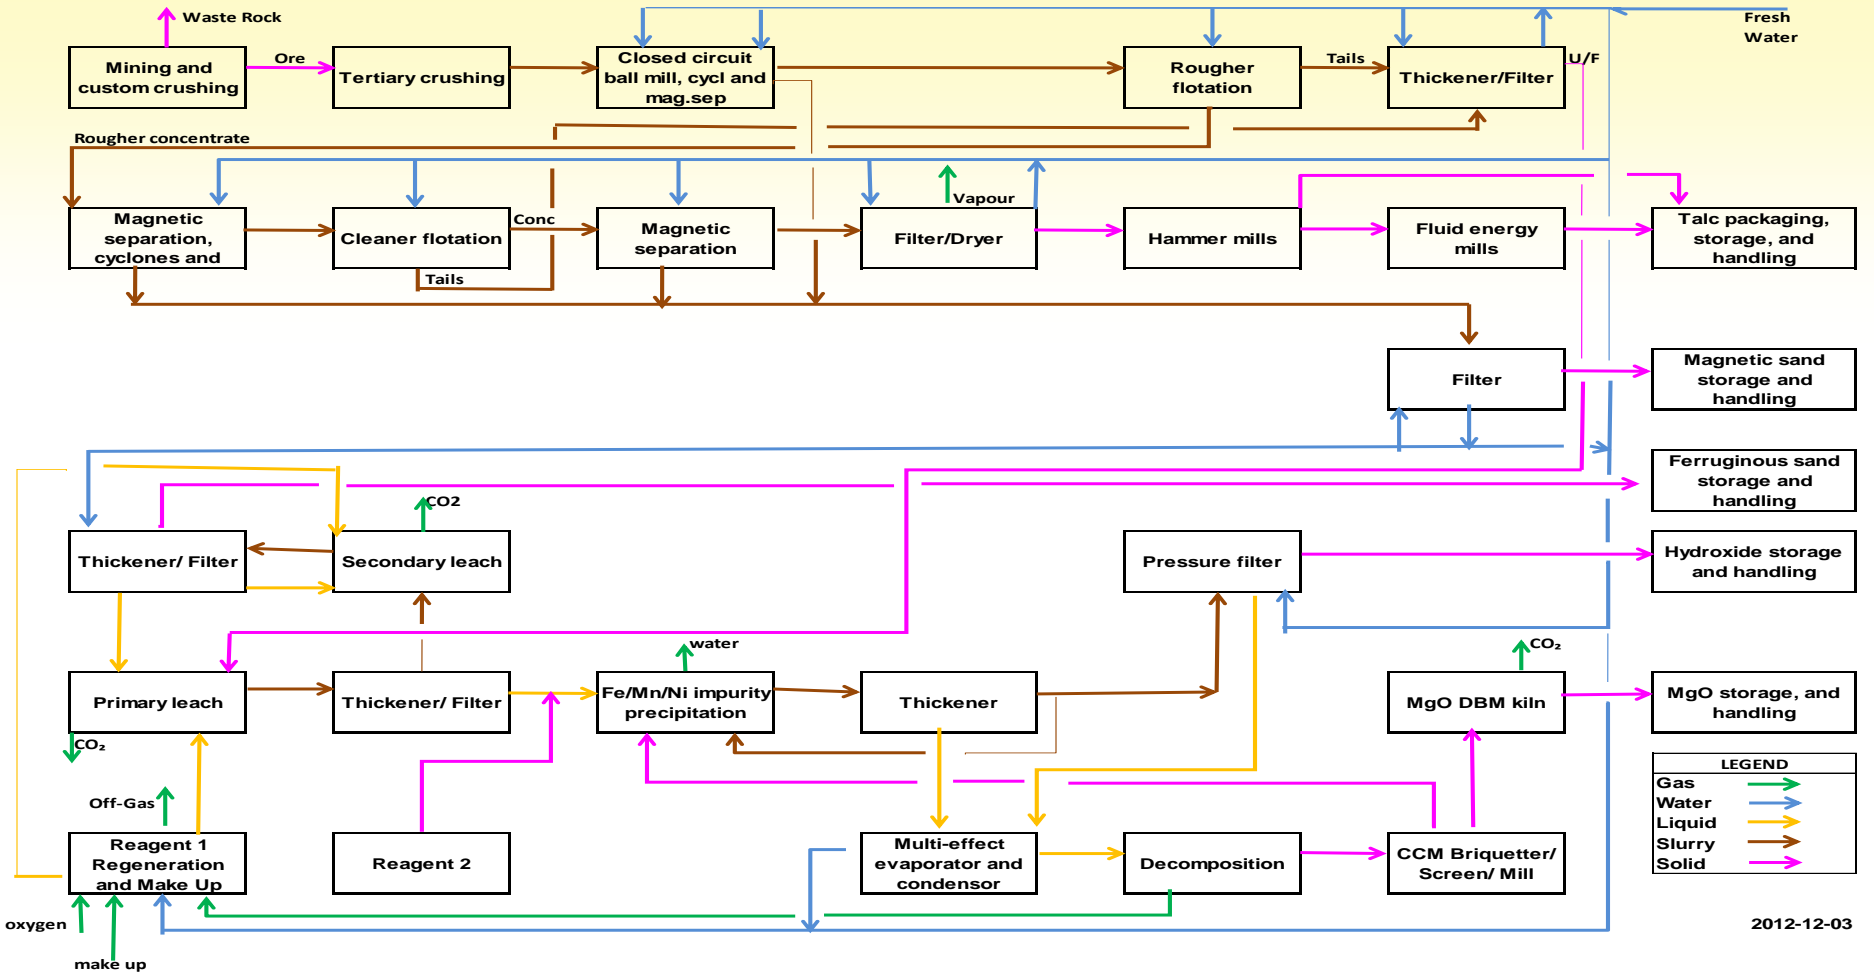 Waste Rock
Fresh
Water
Mining and
custom crushing
Ore
Tertiary crushing
Closed circuit
ball mill, cycl and
mag.sep
Rougher
flotation
Tails
Thickener/Filter
U/F
Rougher concentrate
Magnetic
separation,
cyclones and
Cleaner flotation
Conc
Tails
Magnetic
separation
Vapour
Filter/Dryer
Hammer mills
Fluid energy
mills
Talc packaging,
storage, and
handling
Filter
Magnetic sand
storage and
handling
Ferruginous sand
storage and
handling
CO2
Thickener/ Filter
Secondary leach
Pressure filter
Hydroxide storage
and handling
water
CO₂
Primary leach
CO₂
Thickener/ Filter
Fe/Mn/Ni impurity
precipitation
Thickener
MgO DBM kiln
MgO storage, and
handling
LEGEND
Gas
Water
Liquid
Slurry
Solid
Off-Gas
Reagent 1
Regeneration
and Make Up
Reagent 2
Multi-effect
evaporator and
condensor
Decomposition
CCM Briquetter/
Screen/ Mill
oxygen
make up
2012-12-03